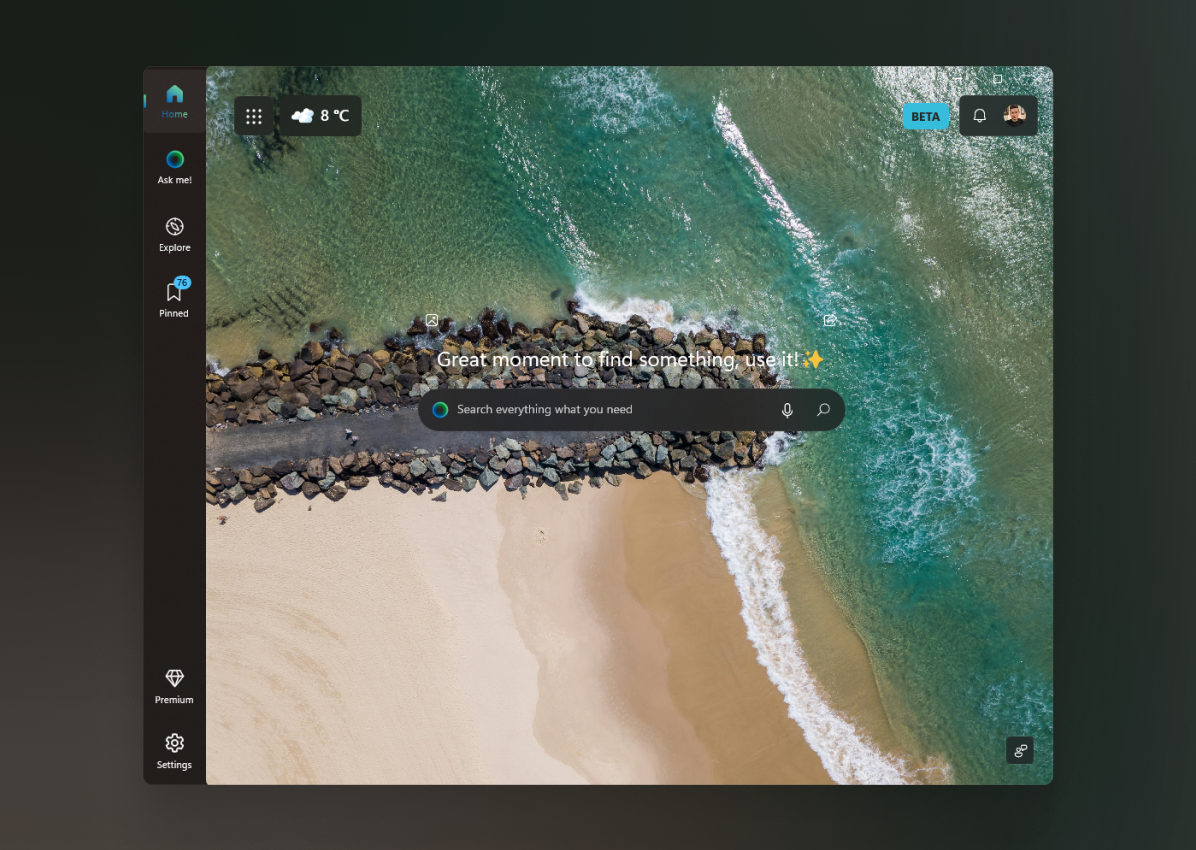 Home
Ask me!
Explore
76
Pinned
Premium
Settings
8 °C
BETA
Great moment to find something, use it!✨
Search everything what you need